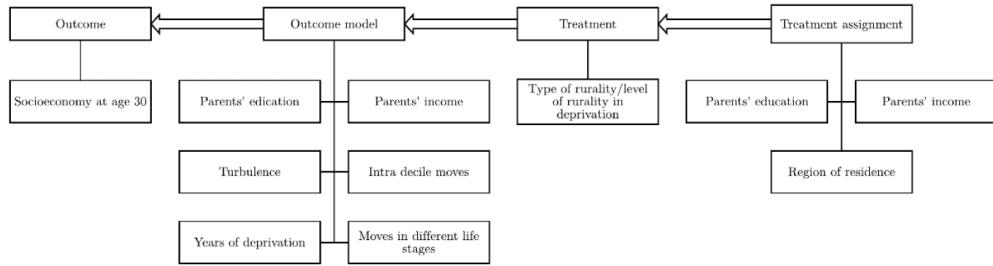 Outcome
Outcome model
Treatment
Treatment assignment
Socioeconomy at age 30
Parents' edication
Parents' income
Type of rurality/level
of rurality in
deprivation
Parents' education
Parents' income
Turbulence
Intra decile moves
Region of residence
Years of deprivation
Moves in different life
stages